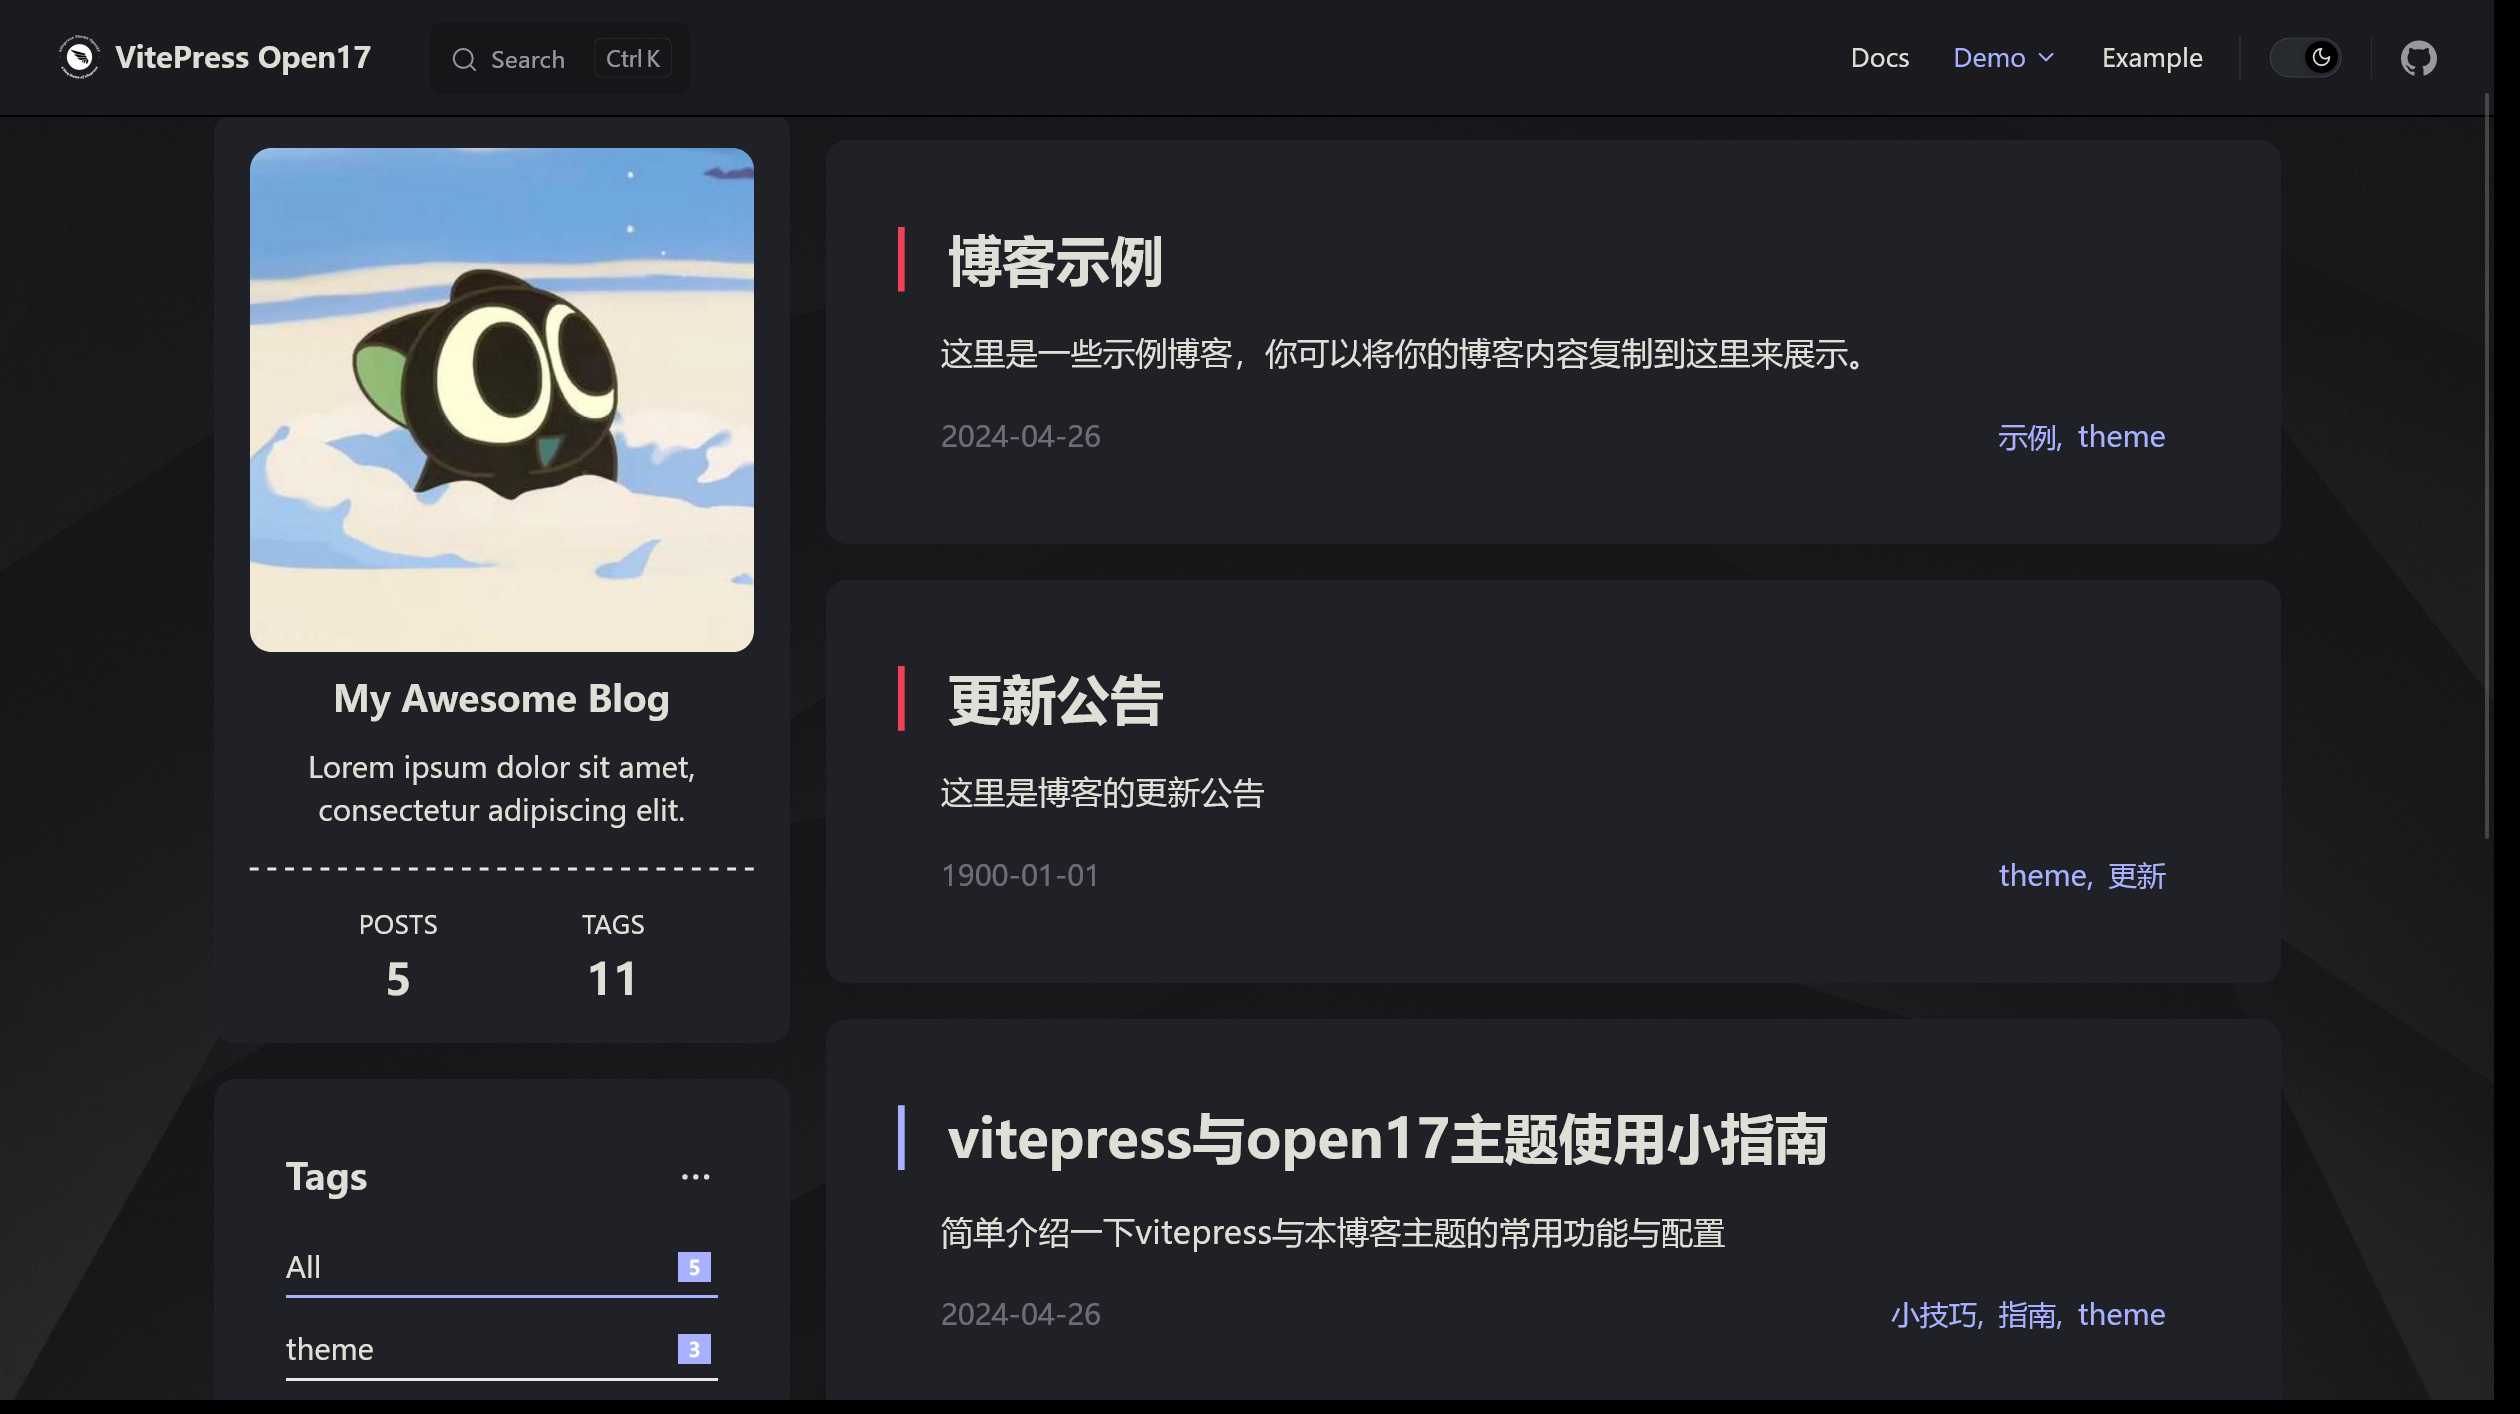 VitePress Open17
Search
Ctrl K
Docs
Demo
Example
My Awesome Blog
Lorem ipsum dolor sit amet,
consectetur adipiscing elit.
POSTS
5
TAGS
11
Tags
...
All
5
theme
3
博客示例
这里是一些示例博客，你可以将你的博客内容复制到这里来展示。
2024-04-26
示例, theme
更新公告
这里是博客的更新公告
1900-01-01
theme, 更新
vitepress与open17主题使用小指南
简单介绍一下vitepress与本博客主题的常用功能与配置
2024-04-26
小技巧, 指南, theme